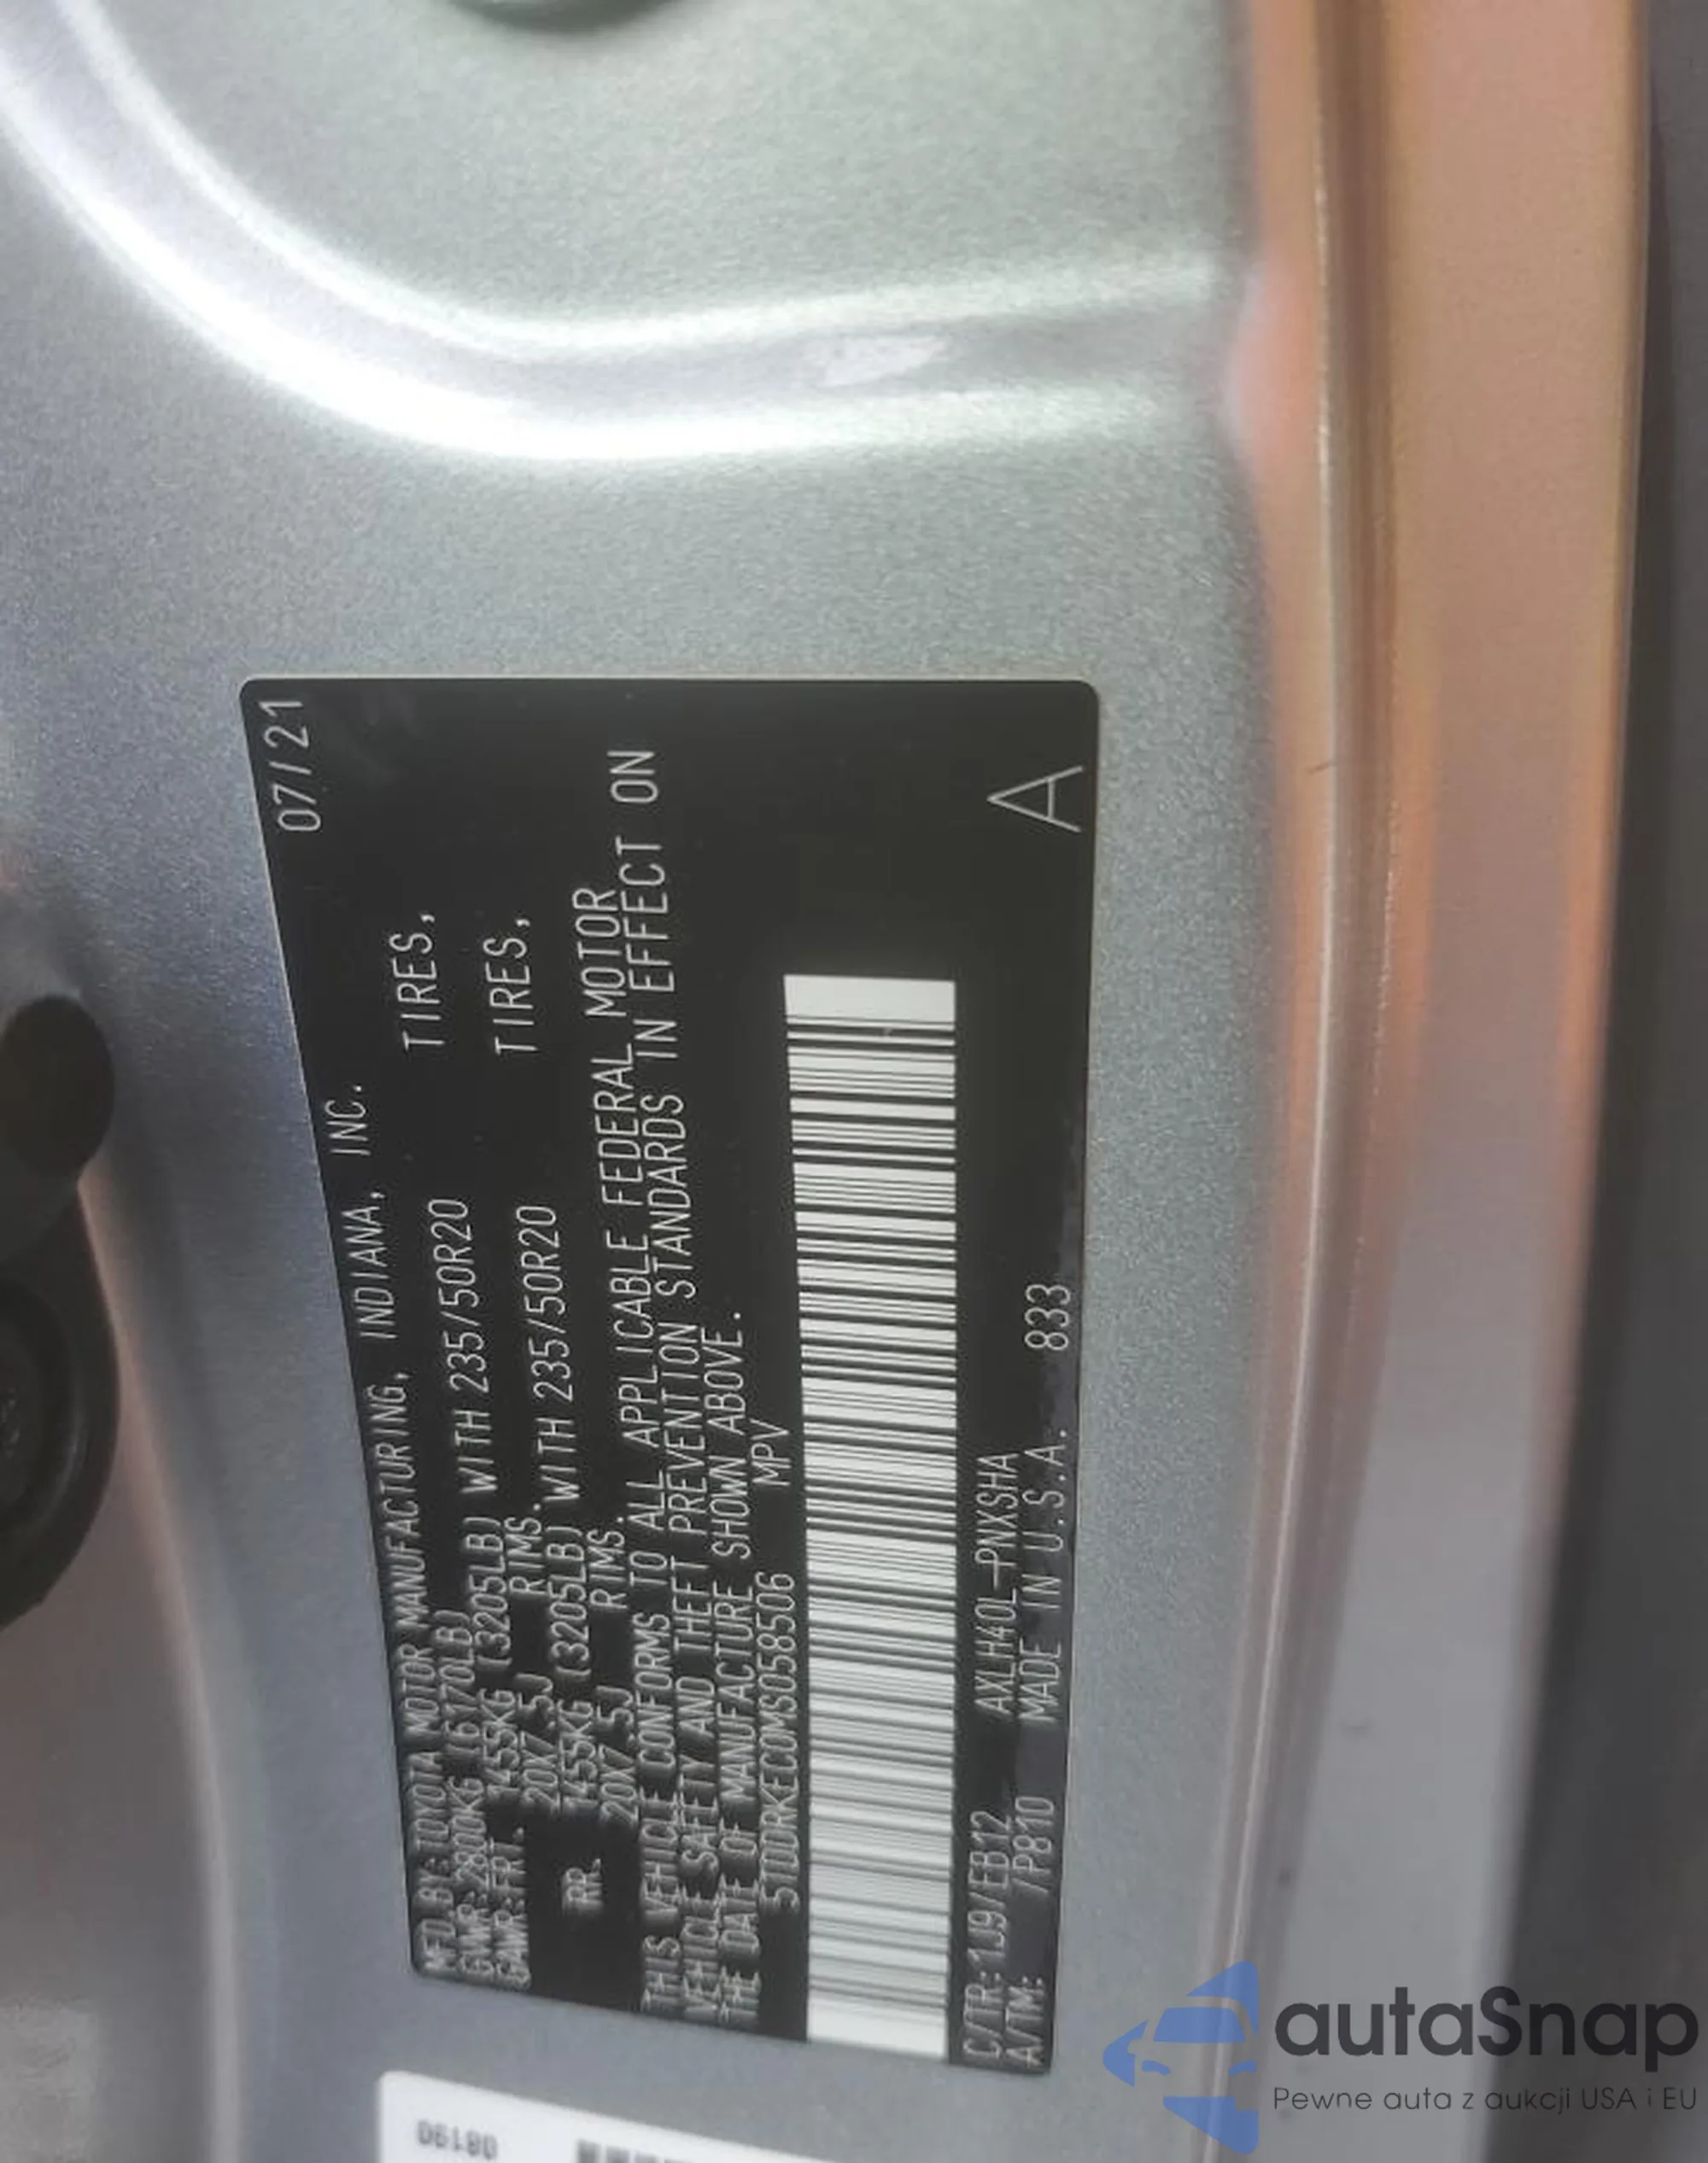 MFD BY: TOYOTA MOTOR MANUFACTURING, INDIANA, INC. 07/21
GVWR: 2800KG (6170LB)
GAWR: FRT. 1455KG (3205LB) WITH 235/50R20 TIRES,
20X7.5J RIMS.
RR. 1455KG (3205LB) WITH 235/50R20 TIRES,
20X7.5J RIMS.
THIS VEHICLE CONFORMS TO ALL APPLICABLE FEDERAL MOTOR
VEHICLE SAFETY AND THEFT PREVENTION STANDARDS IN EFFECT ON
THE DATE OF MANUFACTURE SHOWN ABOVE.
5TDDRKEC0MS058506 MPV
C/TR: 1J9/EB12 AXLH40L-PNXSHA
A/TM: /P810 MADE IN U.S.A. 833
A
06190
autaSnap
Pewne auta z aukcji USA i EU